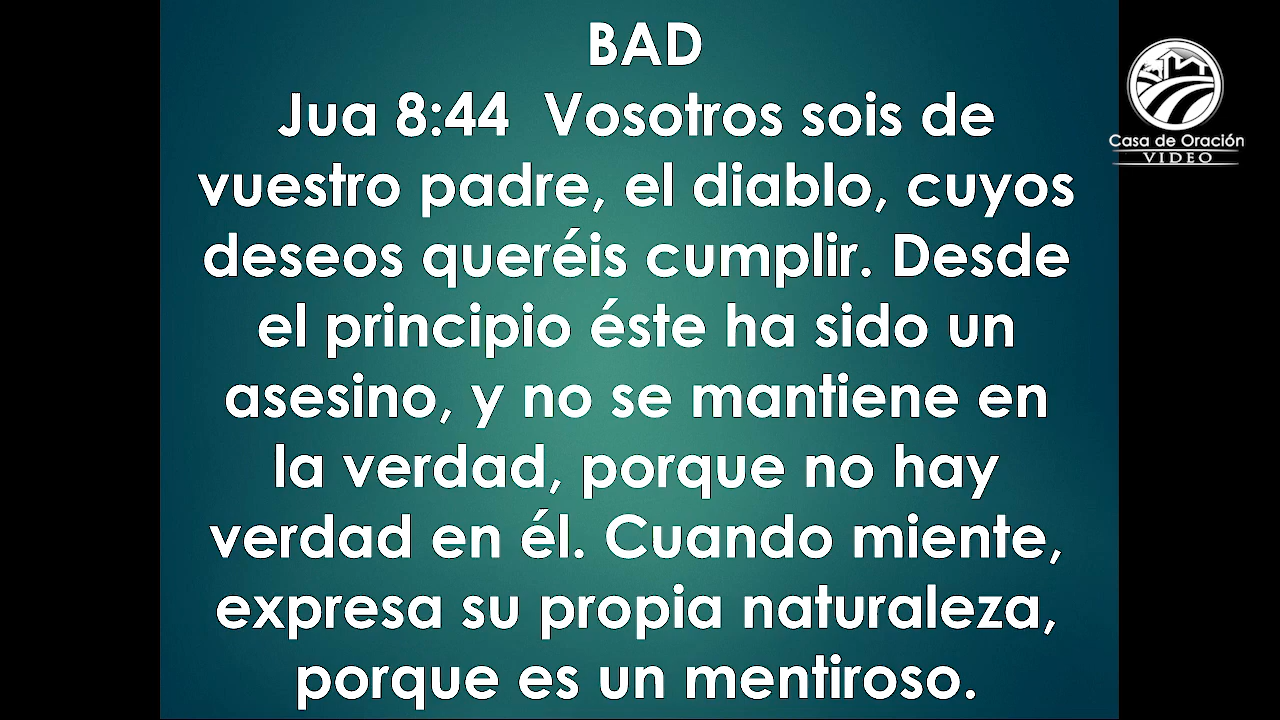 BAD
Jua 8:44  Vosotros sois de
vuestro padre, el diablo, cuyos
deseos queréis cumplir. Desde
el principio éste ha sido un
asesino, y no se mantiene en
la verdad, porque no hay
verdad en él. Cuando miente,
expresa su propia naturaleza,
porque es un mentiroso.
Casa de Oración
VIDEO